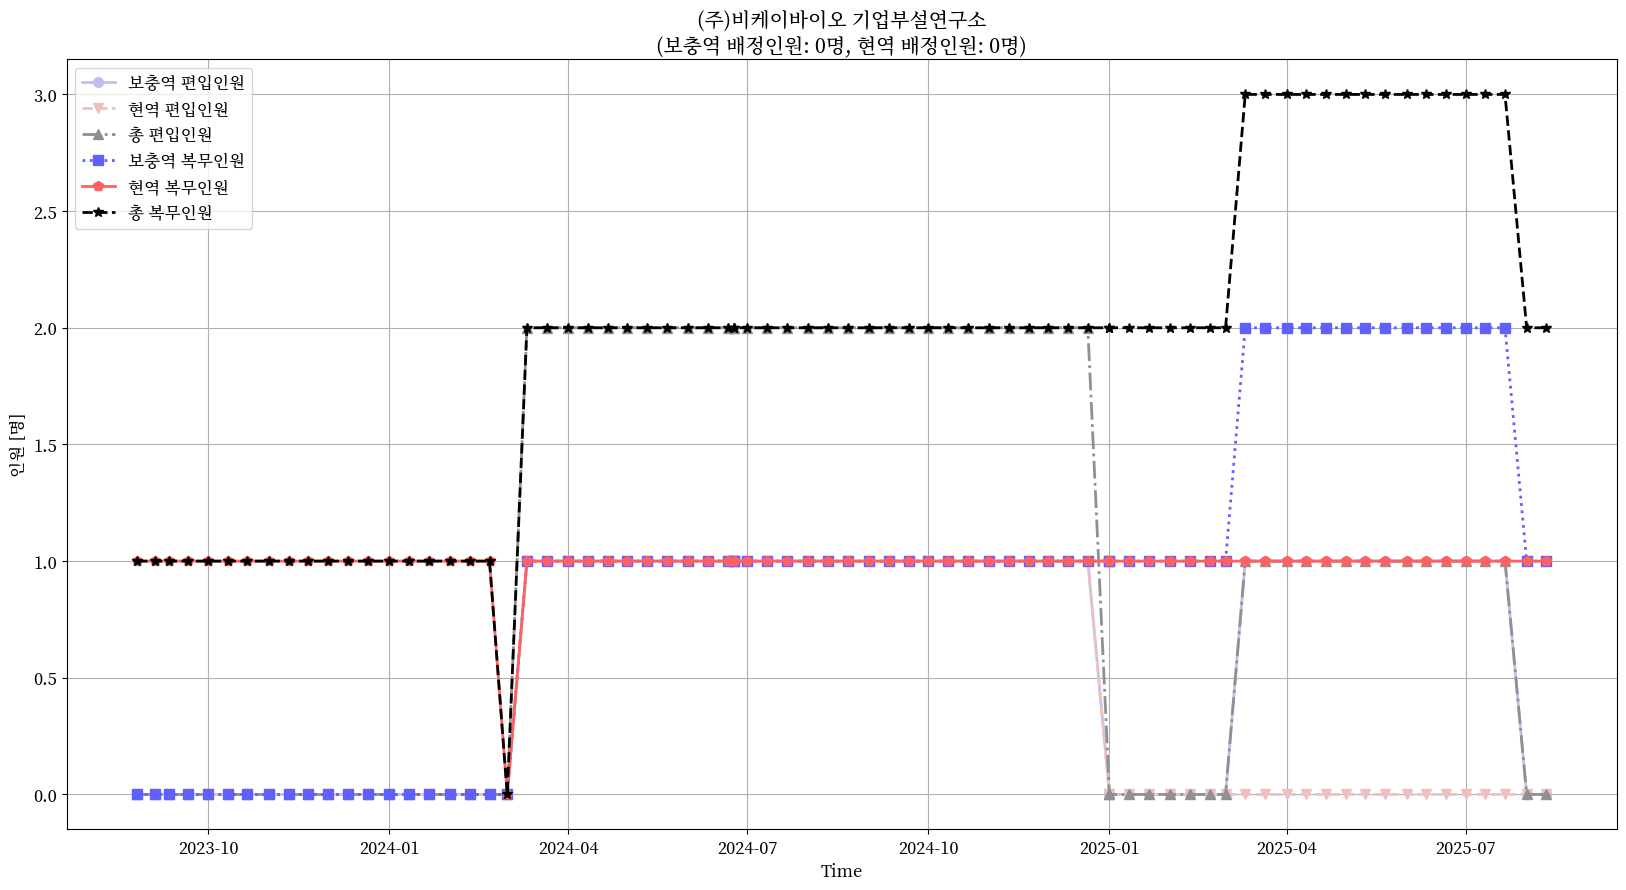 (주)비케이바이오 기업부설연구소
(보충역 배정인원: 0명, 현역 배정인원: 0명)
보충역 편입인원
현역 편입인원
총 편입인원
보충역 복무인원
현역 복무인원
총 복무인원
3.0
2.5
2.0
1.5
1.0
0.5
0.0
인원 [명]
2023-10 2024-01 2024-04 2024-07 2024-10 2025-01 2025-04 2025-07
Time